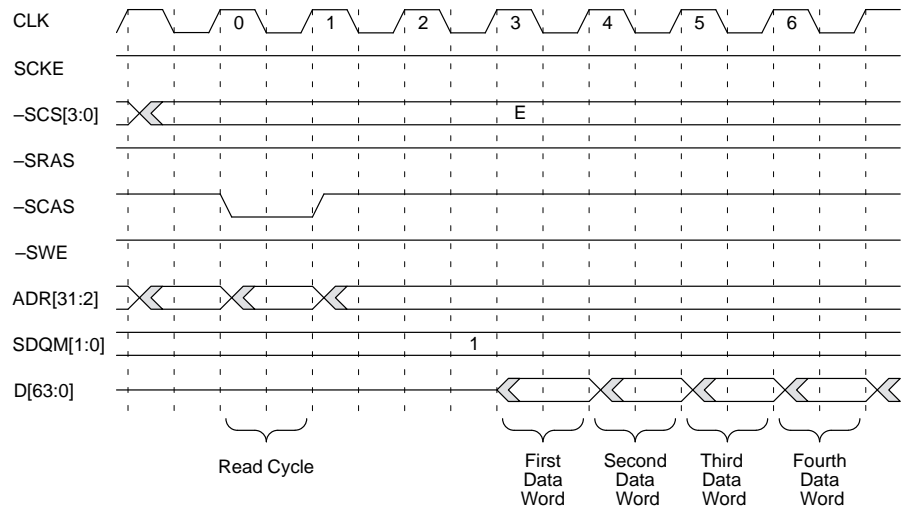 CLK 0 1 2 3 4 5 6
SCKE
–SCS[3:0] E
–SRAS
–SCAS
–SWE
ADR[31:2]
SDQM[1:0] 1
D[63:0]
Read Cycle
First
Data
Word
Second
Data
Word
Third
Data
Word
Fourth
Data
Word